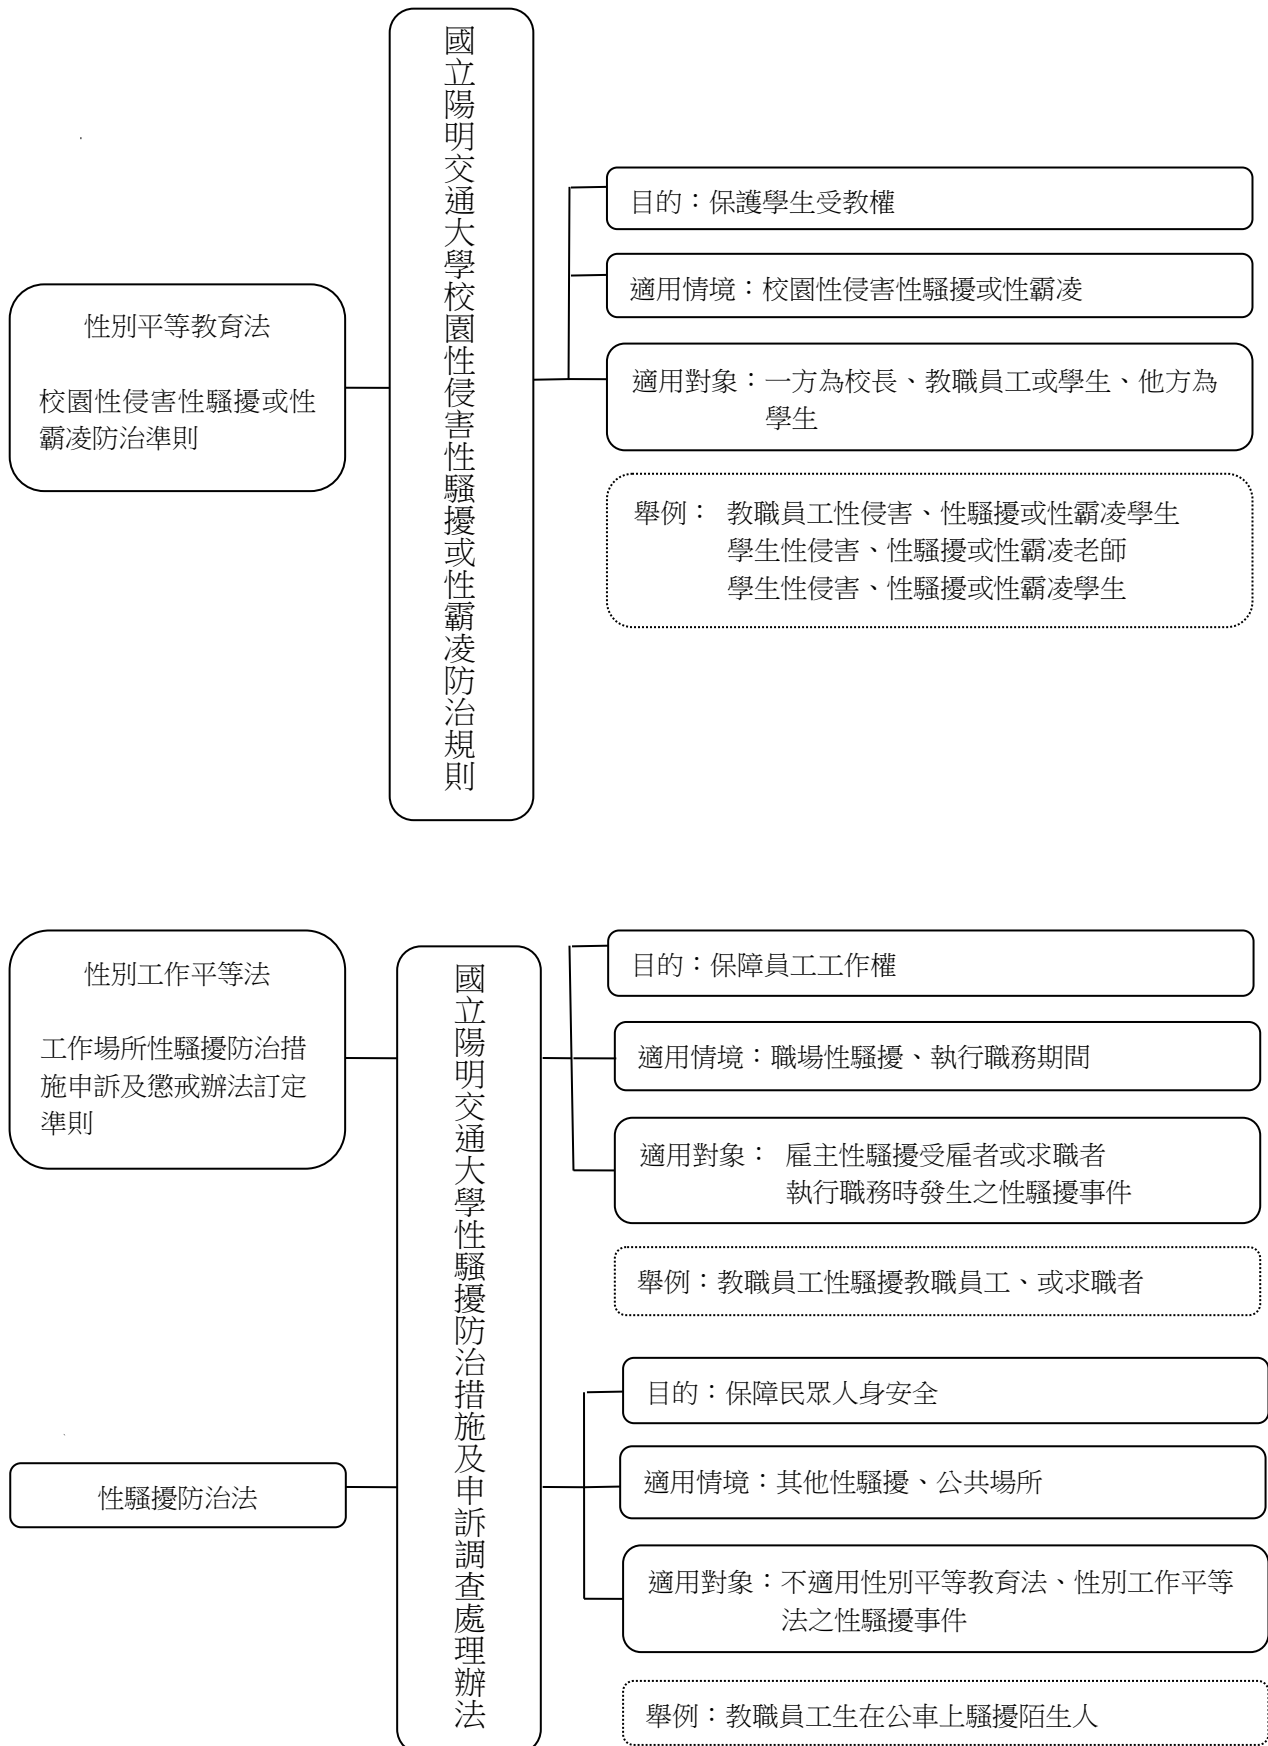 國立陽明交通大學校園性侵害性騷擾或性霸凌防治規則
性別平等教育法
校園性侵害性騷擾或性
霸凌防治準則
目的：保護學生受教權
適用情境：校園性侵害性騷擾或性霸凌
適用對象：一方為校長、教職員工或學生、他方為
學生
舉例： 教職員工性侵害、性騷擾或性霸凌學生
學生性侵害、性騷擾或性霸凌老師
學生性侵害、性騷擾或性霸凌學生
性別工作平等法
工作場所性騷擾防治措
施申訴及懲戒辦法訂定
準則
國立陽明交通大學性騷擾防治措施及申訴調查處理辦法
目的：保障員工工作權
適用情境：職場性騷擾、執行職務期間
適用對象： 雇主性騷擾受雇者或求職者
執行職務時發生之性騷擾事件
舉例：教職員工性騷擾教職員工、或求職者
性騷擾防治法
目的：保障民眾人身安全
適用情境：其他性騷擾、公共場所
適用對象：不適用性別平等教育法、性別工作平等
法之性騷擾事件
舉例：教職員工生在公車上騷擾陌生人